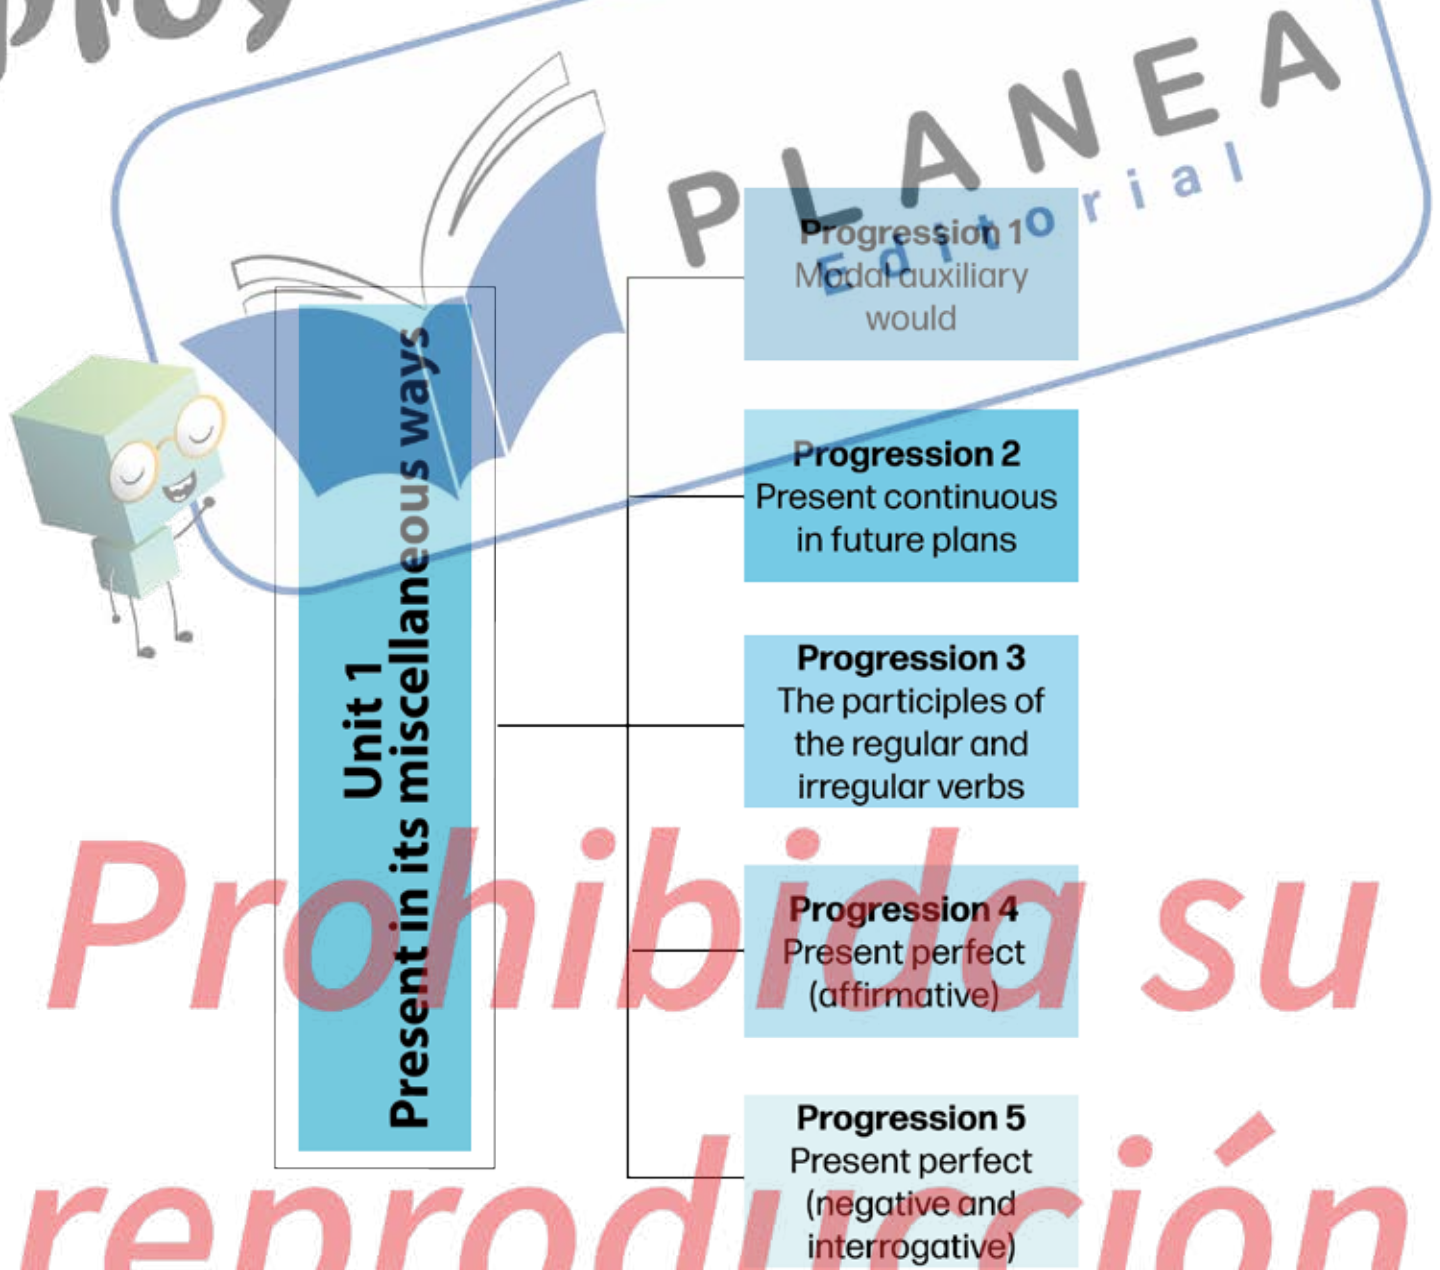 PLANEA
Editorial
Unit 1
Present in its miscellaneous ways
Progression 1
Modal auxiliary
would
Progression 2
Present continuous
in future plans
Progression 3
The participles of
the regular and
irregular verbs
Progression 4
Present perfect
(affirmative)
Progression 5
Present perfect
(negative and
interrogative)
Prohibida su
reproducción